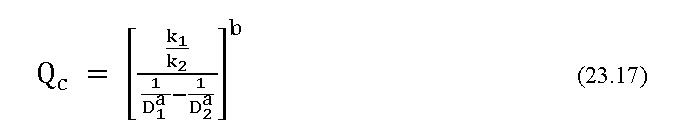 Q_c = [ (k_1/k_2) / (1/D_1^a − 1/D_2^a) ]^b (23.17)